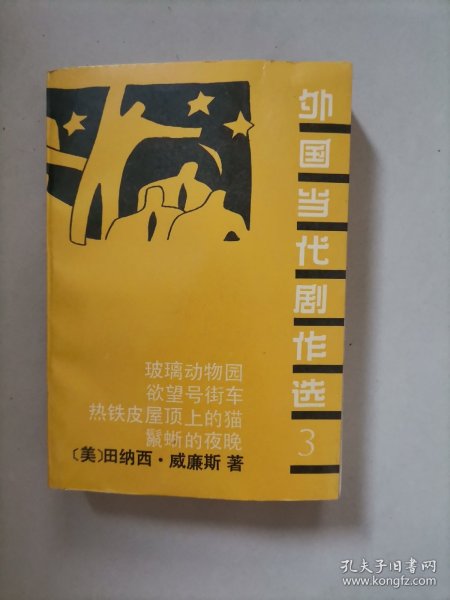 外国当代剧作选
3
玻璃动物园
欲望号街车
热铁皮屋顶上的猫
鬣蜥的夜晚
〔美〕田纳西·威廉斯 著
孔夫子旧书网
www.kongfz.com